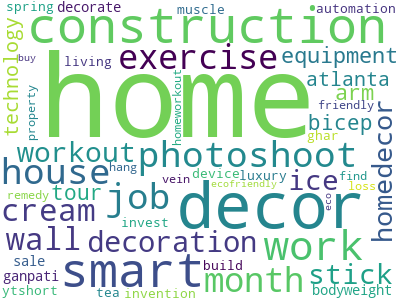 spring decorate muscle automation
construction
buy living exercise equipment
technology
home
atlanta
property homeworkout friendly arm
bicep
ghar
workout photoshoot
house device luxury find
hang vein ecofriendly ice loss
remedy tour job decor homedecor
cream
invest eco
wall decoration work
sale smart month stick
ganpati build
ytshort tea invention bodyweight